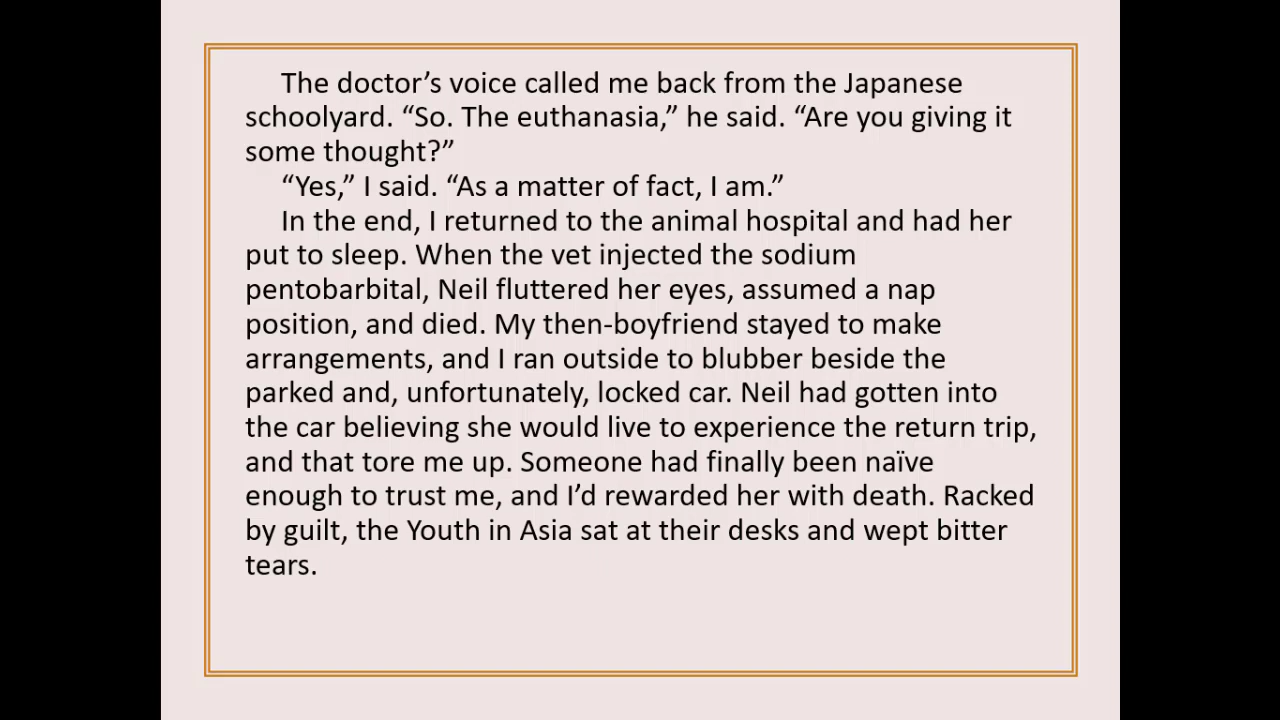 The doctor’s voice called me back from the Japanese
schoolyard. “So. The euthanasia,” he said. “Are you giving it
some thought?”
“Yes,” I said. “As a matter of fact, I am.”
In the end, I returned to the animal hospital and had her
put to sleep. When the vet injected the sodium
pentobarbital, Neil fluttered her eyes, assumed a nap
position, and died. My then-boyfriend stayed to make
arrangements, and I ran outside to blubber beside the
parked and, unfortunately, locked car. Neil had gotten into
the car believing she would live to experience the return trip,
and that tore me up. Someone had finally been naïve
enough to trust me, and I’d rewarded her with death. Racked
by guilt, the Youth in Asia sat at their desks and wept bitter
tears.